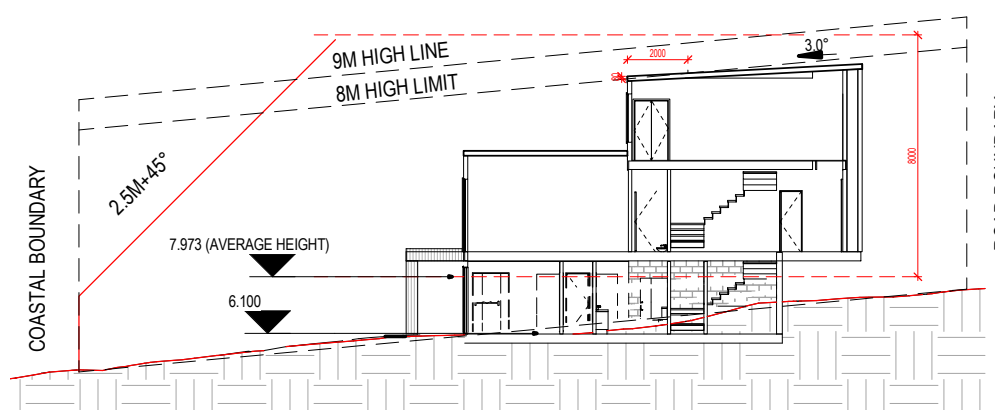 9M HIGH LINE
8M HIGH LIMIT
3.0°
2000
8000
2.5M+45°
COASTAL BOUNDARY
7.973 (AVERAGE HEIGHT)
6.100